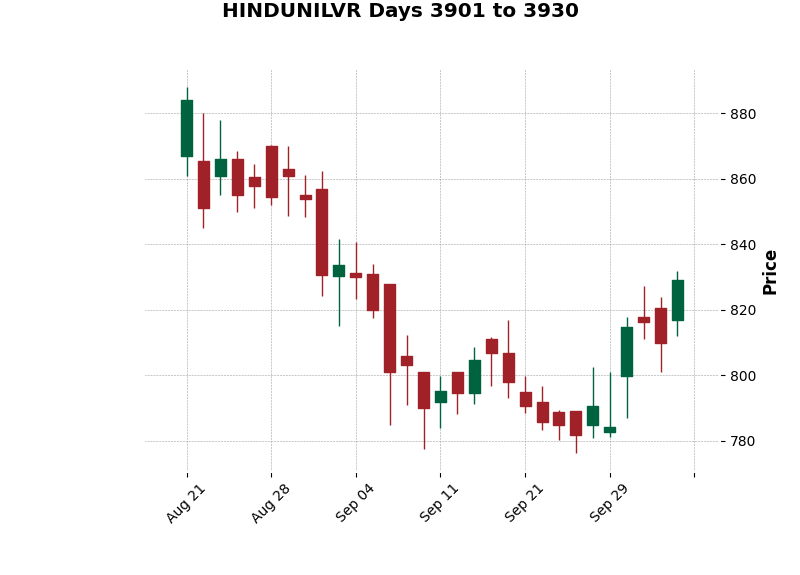 HINDUNILVR Days 3901 to 3930
880
860
840
820
800
780
Price
Aug 21
Aug 28
Sep 04
Sep 11
Sep 21
Sep 29